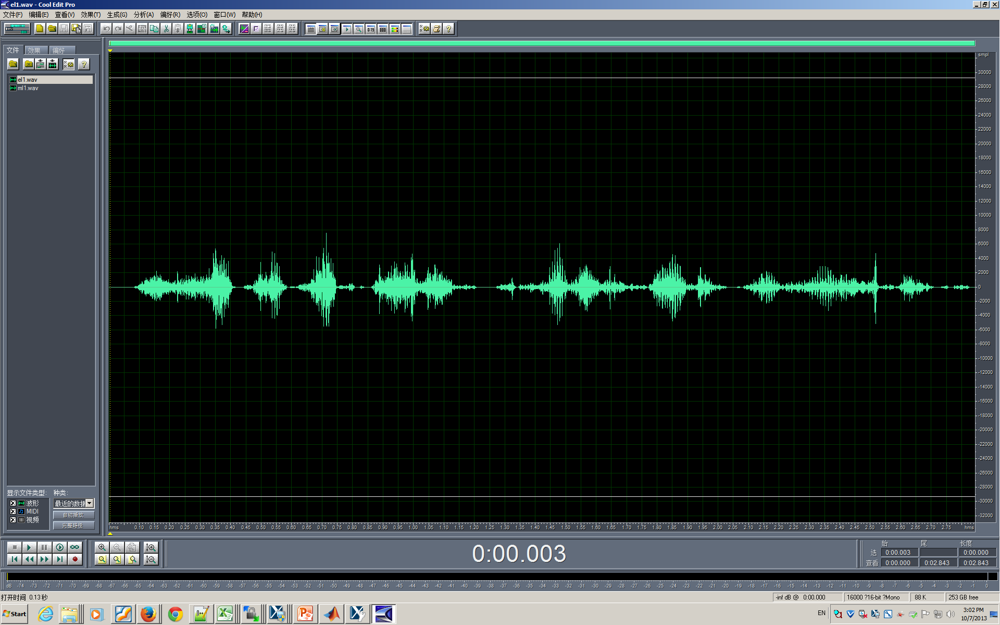 el1.wav - Cool Edit Pro
文件(F) 编辑(E) 查看(V) 效果(T) 生成(G) 分析(A) 偏好(R) 选项(O) 窗口(W) 帮助(H)
文件 效果 偏好
el1.wav
ml1.wav
smpl
30000
28000
26000
24000
22000
20000
18000
16000
14000
12000
10000
8000
6000
4000
2000
0
-2000
-4000
-6000
-8000
-10000
-12000
-14000
-16000
-18000
-20000
-22000
-24000
-26000
-28000
-30000
-32000
显示文件类型: 种类:
波形
MIDI
视频
最近的数据
自动播放
完整路径
hms 0.10 0.15 0.20 0.25 0.30 0.35 0.40 0.45 0.50 0.55 0.60 0.65 0.70 0.75 0.80 0.85 0.90 0.95 1.00 1.05 1.10 1.15 1.20 1.25 1.30 1.35 1.40 1.45 1.50 1.55 1.60 1.65 1.70 1.75 1.80 1.85 1.90 1.95 2.00 2.05 2.10 2.15 2.20 2.25 2.30 2.35 2.40 2.45 2.50 2.55 2.60 2.65 2.70 2.75 hms
0:00.003
始 尾 长度
选 0:00.003 0:00.000
查看 0:00.000 0:02.843 0:02.843
dB -74 -73 -72 -71 -70 -69 -68 -67 -66 -65 -64 -63 -62 -61 -60 -59 -58 -57 -56 -55 -54 -53 -52 -51 -50 -49 -48 -47 -46 -45 -44 -43 -42 -41 -40 -39 -38 -37 -36 -35 -34 -33 -32 -31 -30 -29 -28 -27 -26 -25 -24 -23 -22 -21 -20 -19 -18 -17 -16 -15 -14 -13 -12 -11 -10 -9 -8 -7 -6 -5 -4 -3 -2 -1 0
打开时间 0.13 秒
-inf dB @ 0:00.000 16000 ?16-bit ?Mono 88 K 253 GB free
Start
EN
3:02 PM
10/7/2013